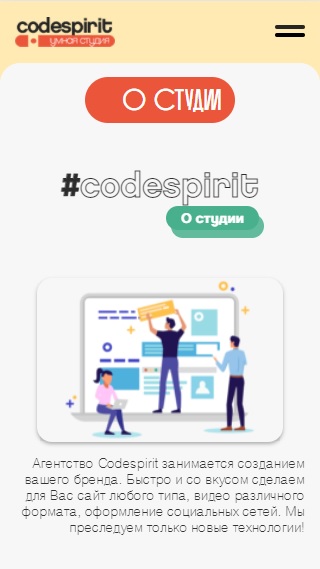 codespirit
умная студия
О СТУДИИ
#codespirit
О студии
Агентство Codespirit занимается созданием
вашего бренда. Быстро и со вкусом сделаем
для Вас сайт любого типа, видео различного
формата, оформление социальных сетей. Мы
преследуем только новые технологии!